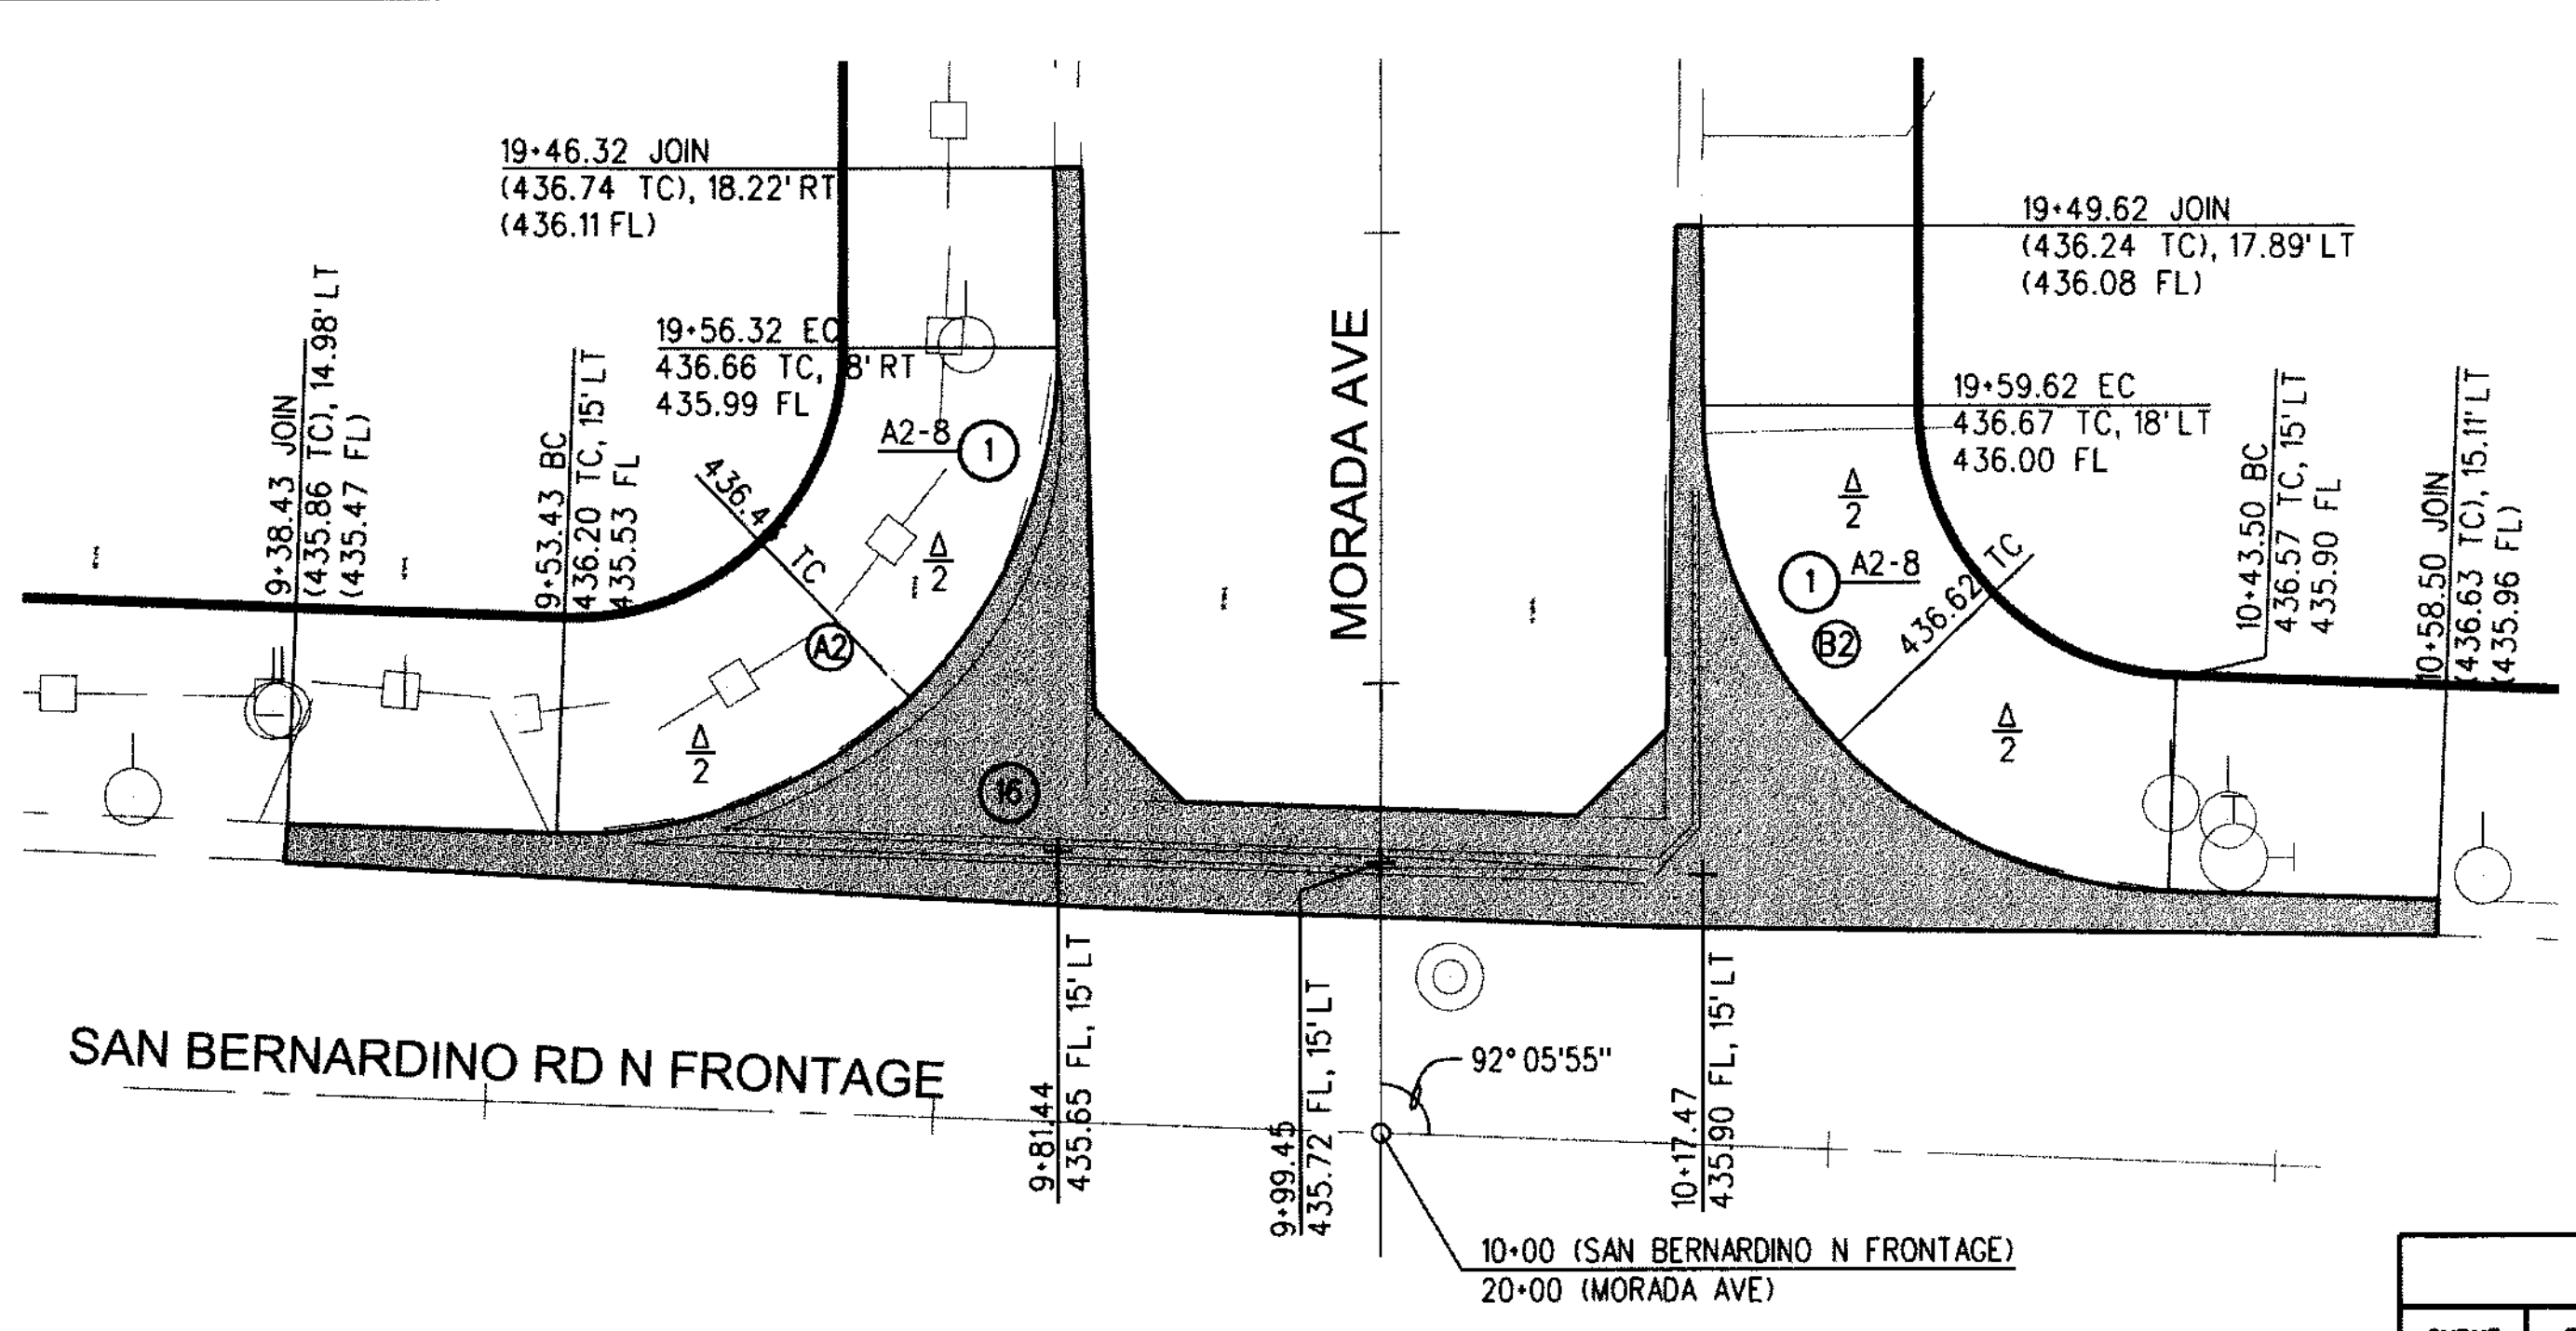 19+46.32 JOIN
(436.74 TC), 18.22' RT
(436.11 FL)
19+49.62 JOIN
(436.24 TC), 17.89' LT
(436.08 FL)
9+38.43 JOIN
(435.86 TC), 14.98' LT
(435.47 FL)
9+53.43 BC
436.20 TC, 15' LT
435.53 FL
19+56.32 EC
436.66 TC, 18' RT
435.99 FL
A2-8 1
436.4 TC
Δ
2
A2
Δ
2
16
MORADA AVE
19+59.62 EC
436.67 TC, 18' LT
436.00 FL
Δ
2
1 A2-8
B2
436.62 TC
Δ
2
10+43.50 BC
436.57 TC, 15' LT
435.90 FL
10+58.50 JOIN
(436.63 TC), 15.11' LT
(435.96 FL)
SAN BERNARDINO RD N FRONTAGE
9+81.44
435.65 FL, 15' LT
9+99.45
435.72 FL, 15' LT
92°05'55"
10+17.47
435.90 FL, 15' LT
10+00 (SAN BERNARDINO N FRONTAGE)
20+00 (MORADA AVE)